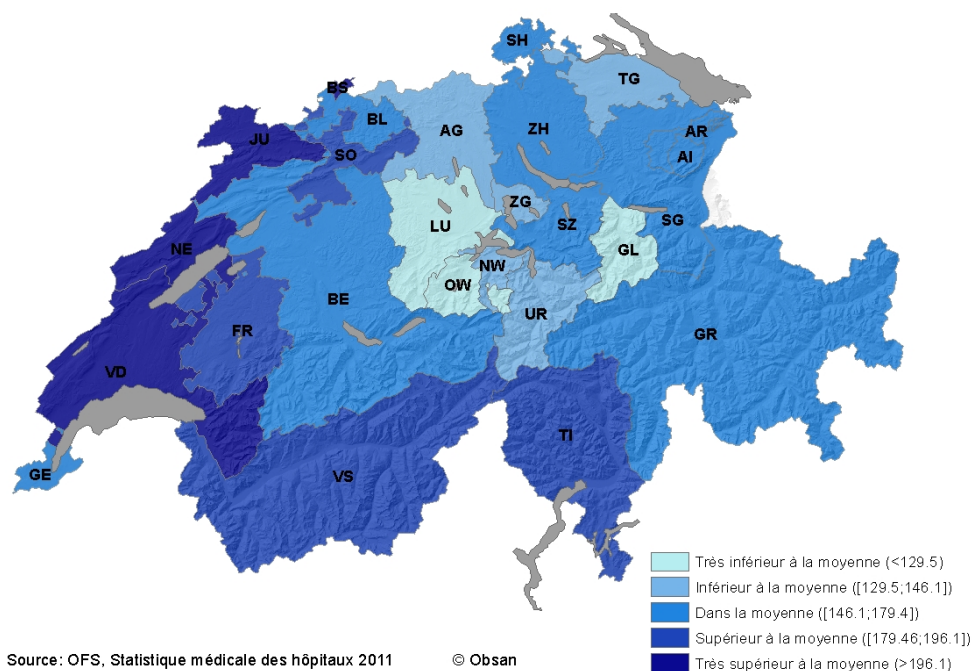 SH
TG
BS
BL
AG
ZH
AR
JU
SO
AI
ZG
LU
SZ
SG
NE
GL
NW
OW
BE
UR
FR
GR
VD
TI
GE
VS
Très inférieur à la moyenne (<129.5)
Inférieur à la moyenne ([129.5;146.1])
Dans la moyenne ([146.1;179.4])
Supérieur à la moyenne ([179.46;196.1])
Très supérieur à la moyenne (>196.1)
Source: OFS, Statistique médicale des hôpitaux 2011 © Obsan